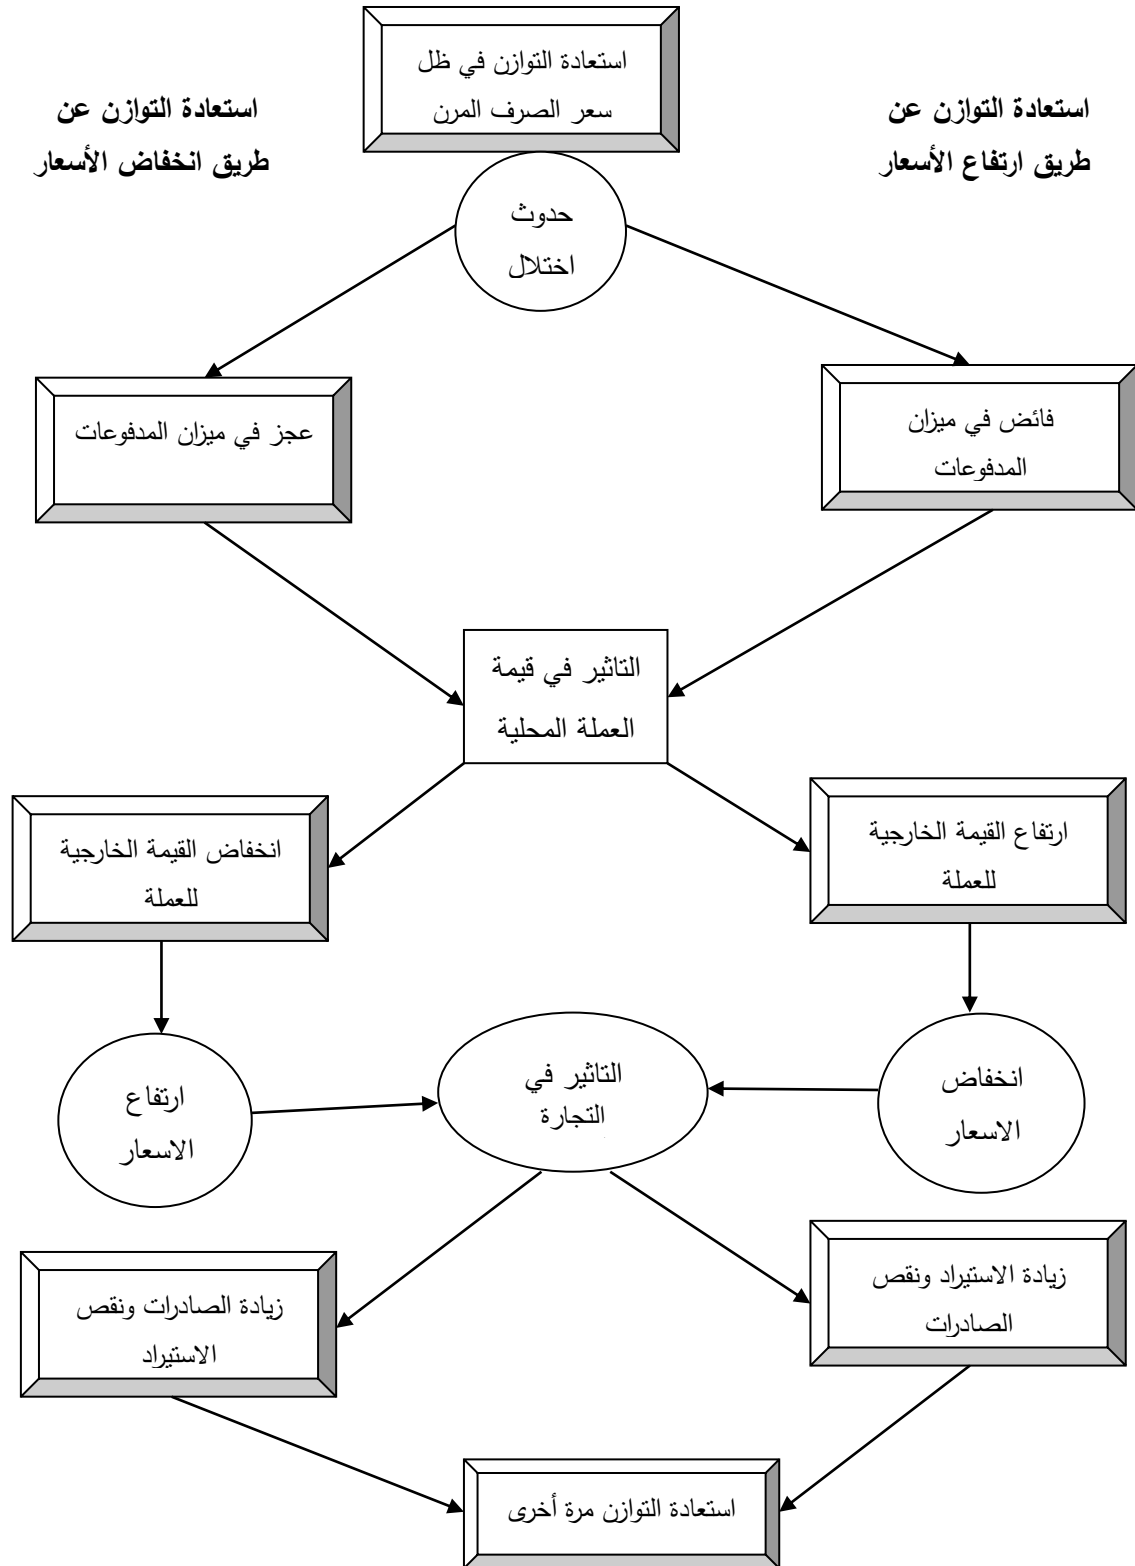 استعادة التوازن في ظل
سعر الصرف المرن
استعادة التوازن عن
طريق ارتفاع الأسعار
استعادة التوازن عن
طريق انخفاض الأسعار
حدوث
اختلال
فائض في ميزان
المدفوعات
عجز في ميزان المدفوعات
التاثير في قيمة
العملة المحلية
ارتفاع القيمة الخارجية
للعملة
انخفاض القيمة الخارجية
للعملة
انخفاض
الاسعار
التاثير في
التجارة
ارتفاع
الاسعار
زيادة الاستيراد ونقص
الصادرات
زيادة الصادرات ونقص
الاستيراد
استعادة التوازن مرة أخرى